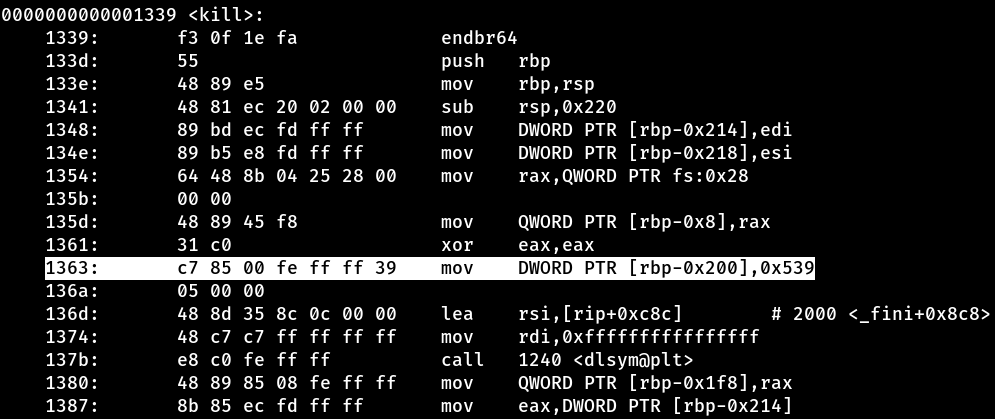 0000000000001339 <kill>:
1339: f3 0f 1e fa endbr64
133d: 55 push rbp
133e: 48 89 e5 mov rbp,rsp
1341: 48 81 ec 20 02 00 00 sub rsp,0x220
1348: 89 bd ec fd ff ff mov DWORD PTR [rbp-0x214],edi
134e: 89 b5 e8 fd ff ff mov DWORD PTR [rbp-0x218],esi
1354: 64 48 8b 04 25 28 00 mov rax,QWORD PTR fs:0x28
135b: 00 00
135d: 48 89 45 f8 mov QWORD PTR [rbp-0x8],rax
1361: 31 c0 xor eax,eax
1363: c7 85 00 fe ff ff 39 mov DWORD PTR [rbp-0x200],0x539
136a: 05 00 00
136d: 48 8d 35 8c 0c 00 00 lea rsi,[rip+0xc8c] # 2000 <_fini+0x8c8>
1374: 48 c7 c7 ff ff ff ff mov rdi,0xffffffffffffffff
137b: e8 c0 fe ff ff call 1240 <dlsym@plt>
1380: 48 89 85 08 fe ff ff mov QWORD PTR [rbp-0x1f8],rax
1387: 8b 85 ec fd ff ff mov eax,DWORD PTR [rbp-0x214]